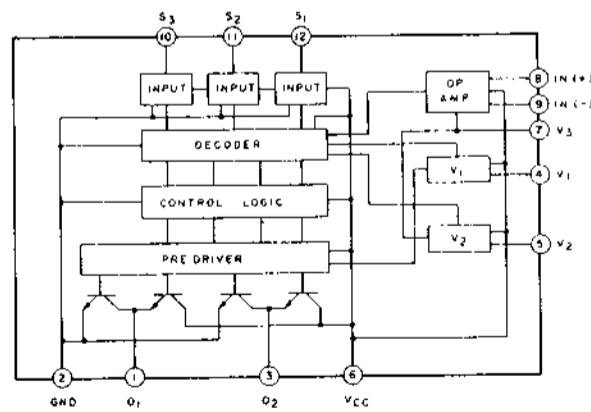 S3 S2 S1
10 11 12
INPUT INPUT INPUT
OP AMP
8 IN(+)
9 IN(-)
7 V3
DECODER
V1
4 V1
CONTROL LOGIC
V2
5 V2
PRE DRIVER
2 1 3 6
GND O1 O2 VCC